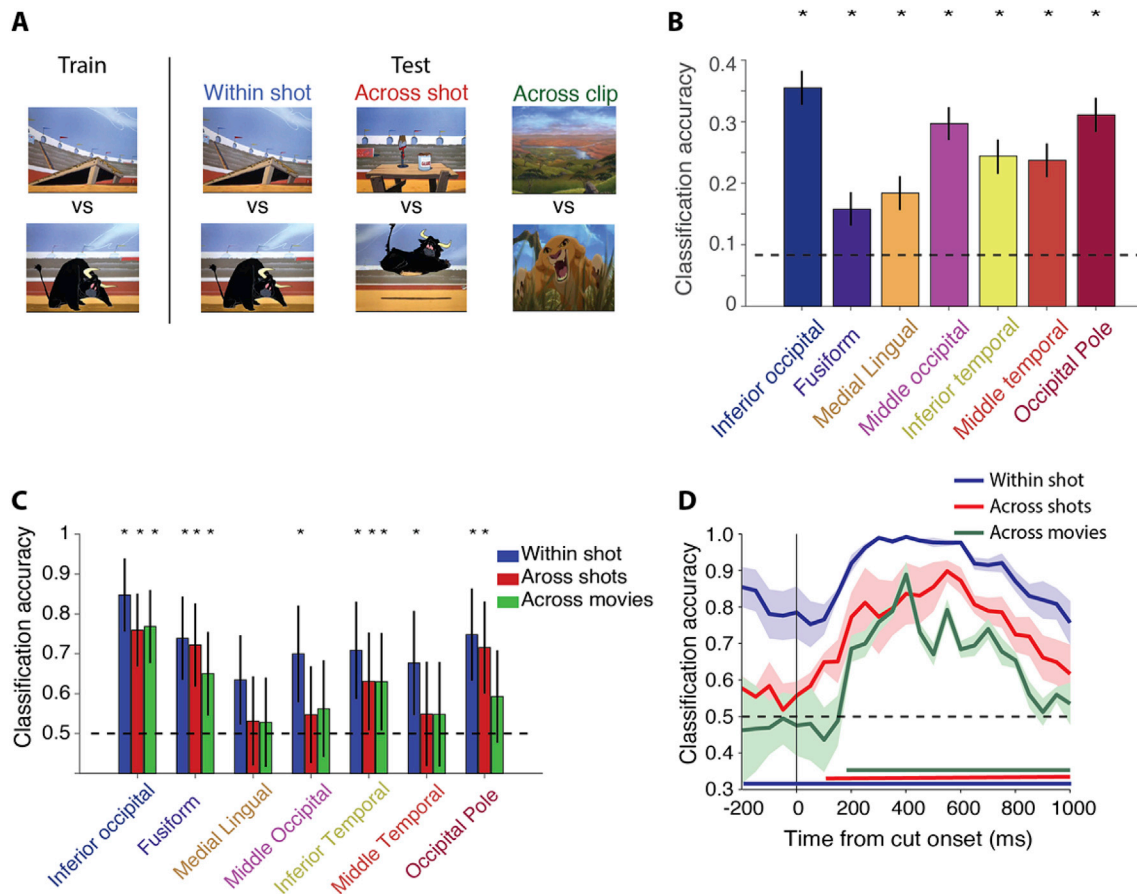 A
Train
Test
Within shot
Across shot
Across clip
vs
vs
vs
vs
B
* * * * * * *
Classification accuracy
0.4
0.3
0.2
0.1
0
Inferior occipital
Fusiform
Medial Lingual
Middle occipital
Inferior temporal
Middle temporal
Occipital Pole
C
* * * * * * * * * * * * *
Classification accuracy
1
0.9
0.8
0.7
0.6
0.5
Within shot
Aross shots
Across movies
Inferior occipital
Fusiform
Medial Lingual
Middle Occipital
Inferior Temporal
Middle Temporal
Occipital Pole
D
Within shot
Across shots
Across movies
Classification accuracy
1.0
0.9
0.8
0.7
0.6
0.5
0.4
0.3
-200 0 200 400 600 800 1000
Time from cut onset (ms)